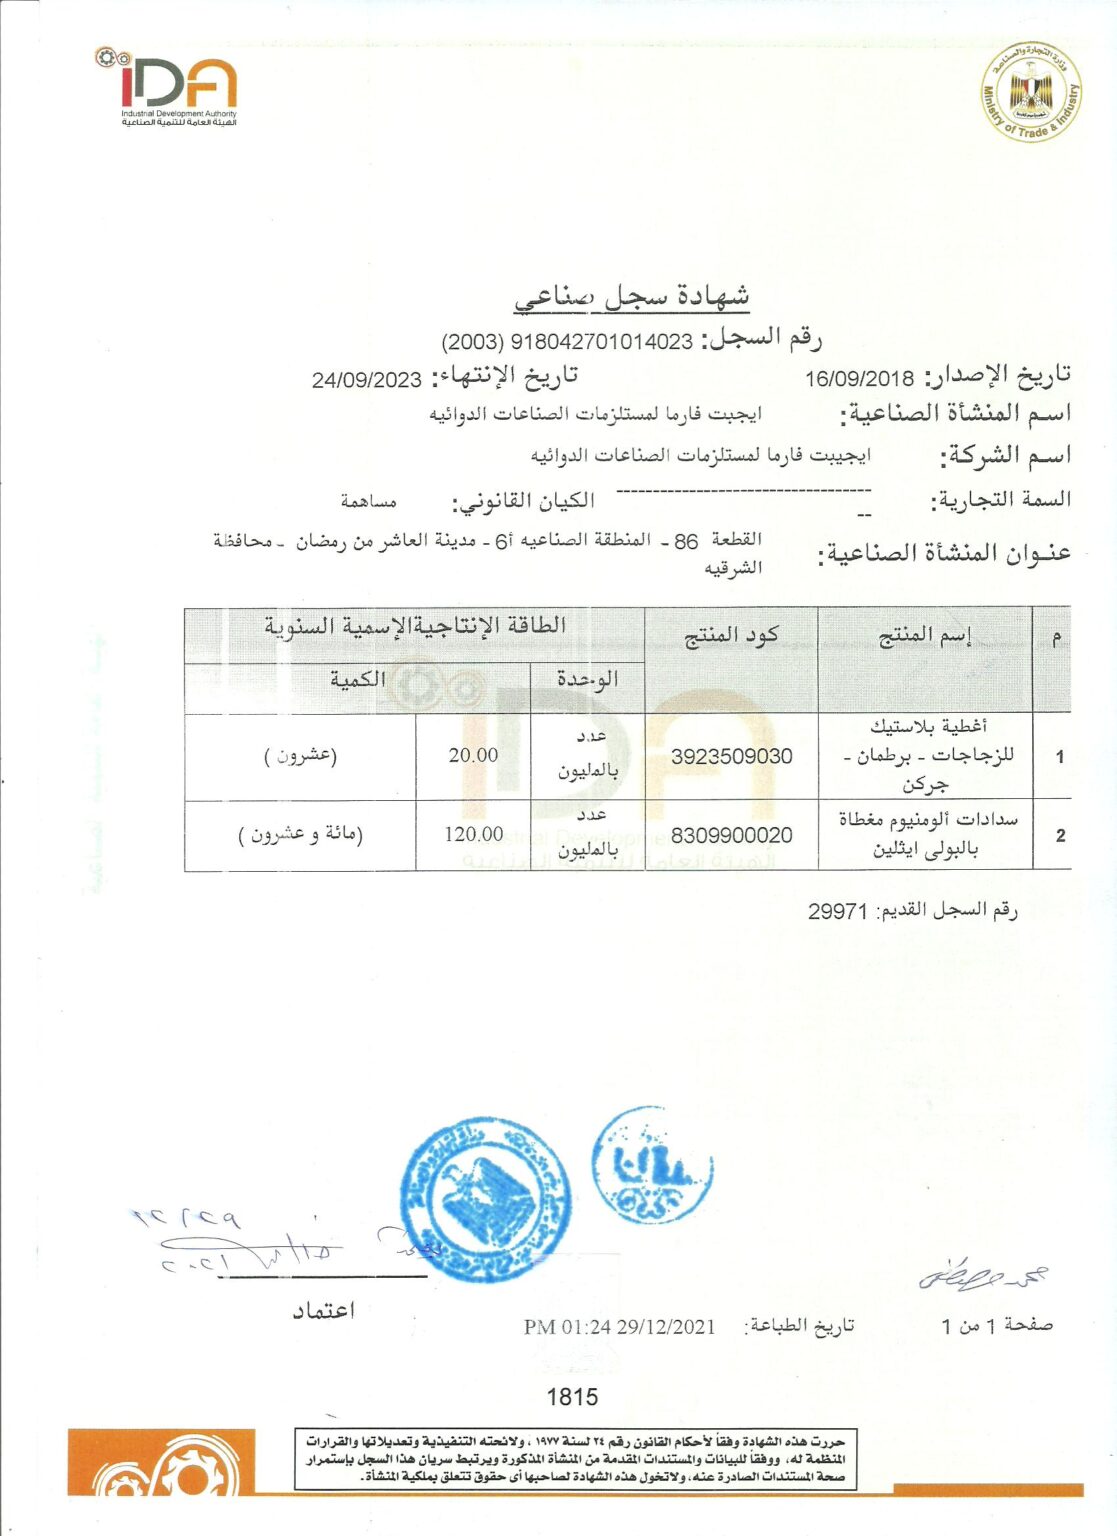 IDA
Industrial Development Authority
الهيئة العامة للتنمية الصناعية
وزارة التجارة والصناعة
Ministry of Trade & Industry
شهادة سجل صناعي
رقم السجل: 918042701014023 (2003)
تاريخ الإصدار: 16/09/2018 تاريخ الإنتهاء: 24/09/2023
اسم المنشأة الصناعية: ايجبت فارما لمستلزمات الصناعات الدوائيه
اسم الشركة: ايجيبت فارما لمستلزمات الصناعات الدوائيه
السمة التجارية: ---------------------------------- الكيان القانوني: مساهمة
--
عنوان المنشأة الصناعية: القطعة 86 - المنطقة الصناعيه أ6 - مدينة العاشر من رمضان - محافظة
الشرقيه
م إسم المنتج كود المنتج الطاقة الإنتاجيةالإسمية السنوية
الوحدة الكمية
1 أغطية بلاستيك للزجاجات - برطمان - جركن 3923509030 عدد بالمليون 20.00 (عشرون )
2 سدادات ألومنيوم مغطاة بالبولى ايثلين 8309900020 عدد بالمليون 120.00 (مائة و عشرون )
رقم السجل القديم: 29971
اعتماد
صفحة 1 من 1 تاريخ الطباعة: 29/12/2021 01:24 PM
1815
حررت هذه الشهادة وفقاً لأحكام القانون رقم ٢٤ لسنة ١٩٧٧ ، ولائحته التنفيذية وتعديلاتها والقرارات
المنظمة له، ووفقاً للبيانات والمستندات المقدمة من المنشأة المذكورة ويرتبط سريان هذا السجل بإستمرار
صحة المستندات الصادرة عنه، ولاتخول هذه الشهادة لصاحبها أى حقوق تتعلق بملكية المنشأة.